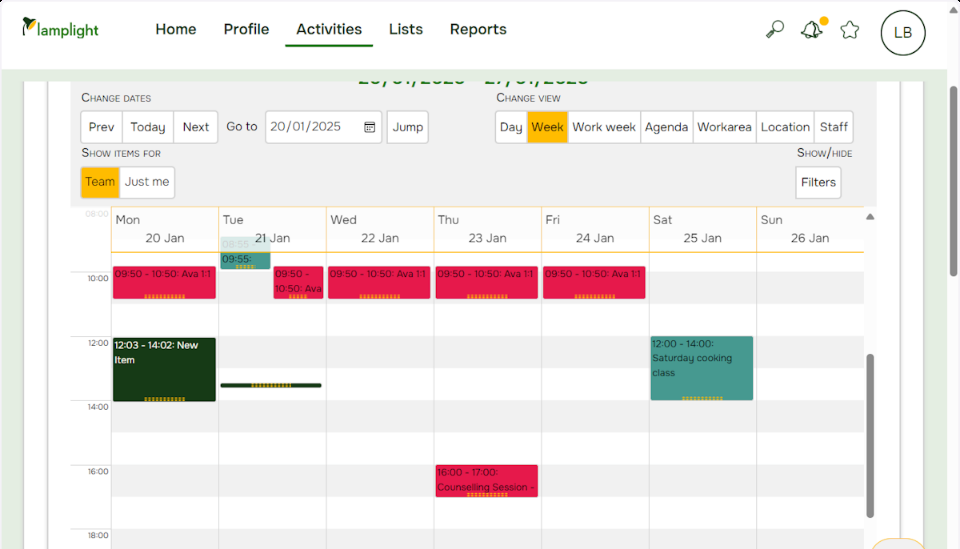 lamplight
Home Profile Activities Lists Reports
LB
20/01/2025 - 27/01/2025
CHANGE DATES
CHANGE VIEW
Prev Today Next Go to 20/01/2025 Jump
Day Week Work week Agenda Workarea Location Staff
SHOW ITEMS FOR
SHOW/HIDE
Team Just me
Filters
08:00
Mon Tue Wed Thu Fri Sat Sun
20 Jan 21 Jan 22 Jan 23 Jan 24 Jan 25 Jan 26 Jan
09:55:
10:00
09:50 - 10:50: Ava 1:1
09:50 -
10:50: Ava
09:50 - 10:50: Ava 1:1
09:50 - 10:50: Ava 1:1
09:50 - 10:50: Ava 1:1
12:00
12:03 - 14:02: New
Item
12:00 - 14:00:
Saturday cooking
class
14:00
16:00
16:00 - 17:00:
Counselling Session -
18:00